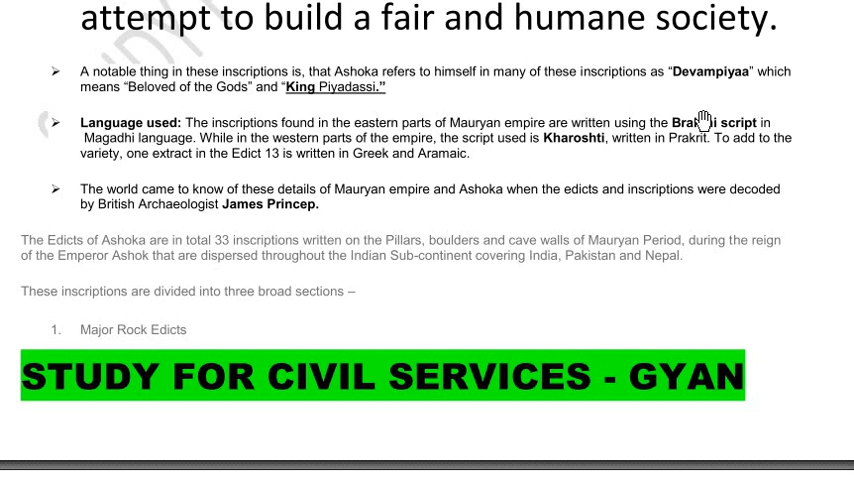 attempt to build a fair and humane society.
➢ A notable thing in these inscriptions is, that Ashoka refers to himself in many of these inscriptions as “Devampiyaa” which
means “Beloved of the Gods” and “King Piyadassi.”
➢ Language used: The inscriptions found in the eastern parts of Mauryan empire are written using the script in
Magadhi language. While in the western parts of the empire, the script used is Kharoshti, written in Prakrit. To add to the
variety, one extract in the Edict 13 is written in Greek and Aramaic.
➢ The world came to know of these details of Mauryan empire and Ashoka when the edicts and inscriptions were decoded
by British Archaeologist James Princep.
The Edicts of Ashoka are in total 33 inscriptions written on the Pillars, boulders and cave walls of Mauryan Period, during the reign
of the Emperor Ashok that are dispersed throughout the Indian Sub-continent covering India, Pakistan and Nepal.
These inscriptions are divided into three broad sections –
1. Major Rock Edicts
STUDY FOR CIVIL SERVICES - GYAN